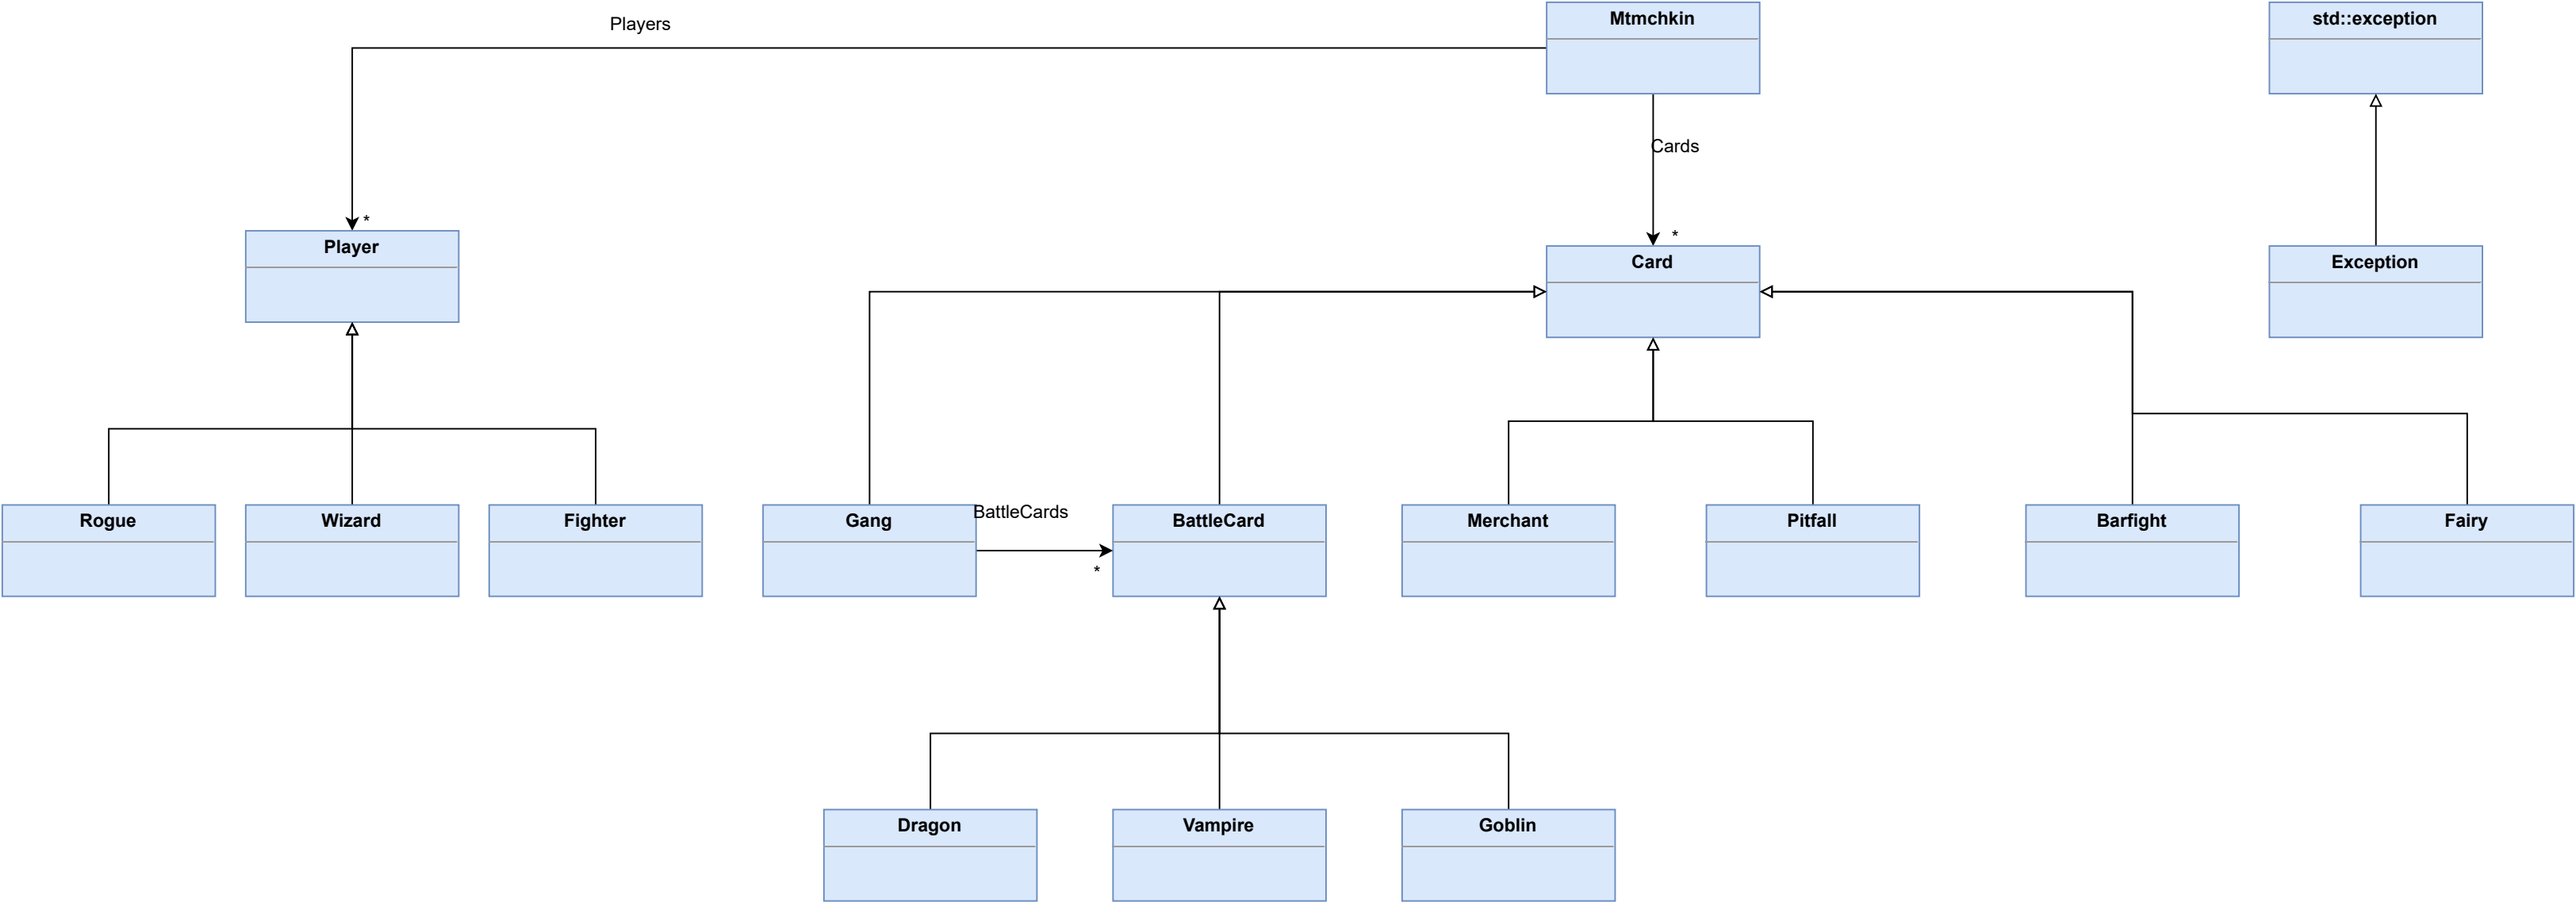 Players
Mtmchkin
std::exception
Cards
*
Player
*
Card
Exception
Rogue
Wizard
Fighter
Gang
BattleCards
*
BattleCard
Merchant
Pitfall
Barfight
Fairy
Dragon
Vampire
Goblin